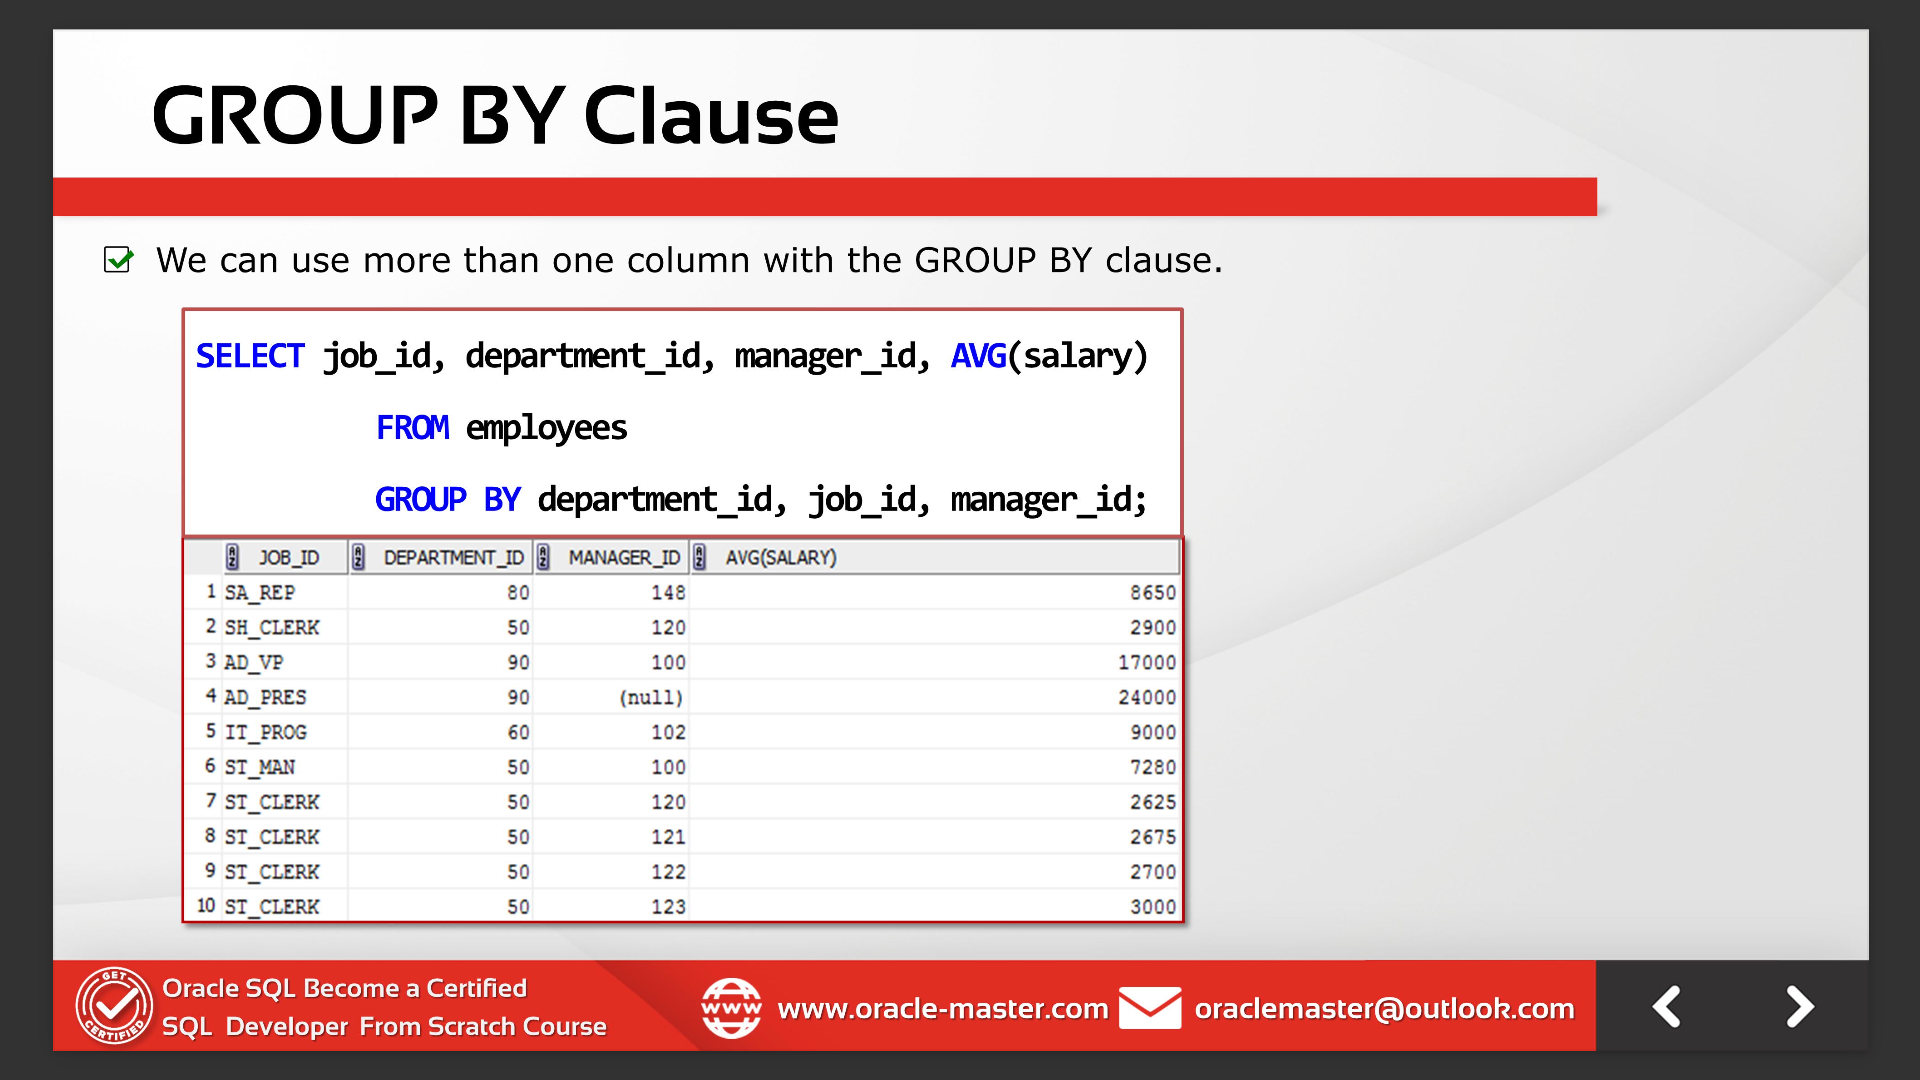 GROUP BY Clause
We can use more than one column with the GROUP BY clause.
SELECT job_id, department_id, manager_id, AVG(salary)
FROM employees
GROUP BY department_id, job_id, manager_id;
JOB_ID DEPARTMENT_ID MANAGER_ID AVG(SALARY)
1 SA_REP 80 148 8650
2 SH_CLERK 50 120 2900
3 AD_VP 90 100 17000
4 AD_PRES 90 (null) 24000
5 IT_PROG 60 102 9000
6 ST_MAN 50 100 7280
7 ST_CLERK 50 120 2625
8 ST_CLERK 50 121 2675
9 ST_CLERK 50 122 2700
10 ST_CLERK 50 123 3000
GET CERTIFIED
Oracle SQL Become a Certified
SQL Developer From Scratch Course
www
www.oracle-master.com
oraclemaster@outlook.com